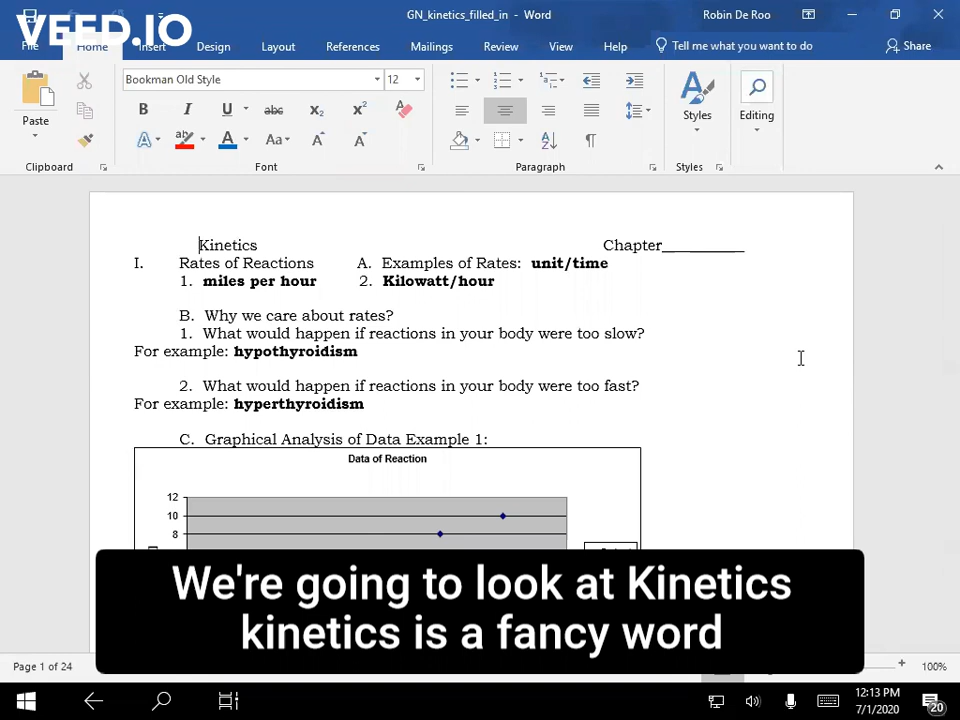 VEED.IO
GN_kinetics_filled_in - Word
Robin De Roo
File Home Insert Design Layout References Mailings Review View Help Tell me what you want to do Share
Bookman Old Style 12
B I U abc x₂ x²
A ab A Aa A A
Paste
Styles
Editing
Clipboard Font Paragraph Styles
Kinetics Chapter__________
I. Rates of Reactions A. Examples of Rates: unit/time
1. miles per hour 2. Kilowatt/hour
B. Why we care about rates?
1. What would happen if reactions in your body were too slow?
For example: hypothyroidism
2. What would happen if reactions in your body were too fast?
For example: hyperthyroidism
C. Graphical Analysis of Data Example 1:
Data of Reaction
12
10
8
We're going to look at Kinetics
kinetics is a fancy word
Page 1 of 24
100%
12:13 PM
7/1/2020
20